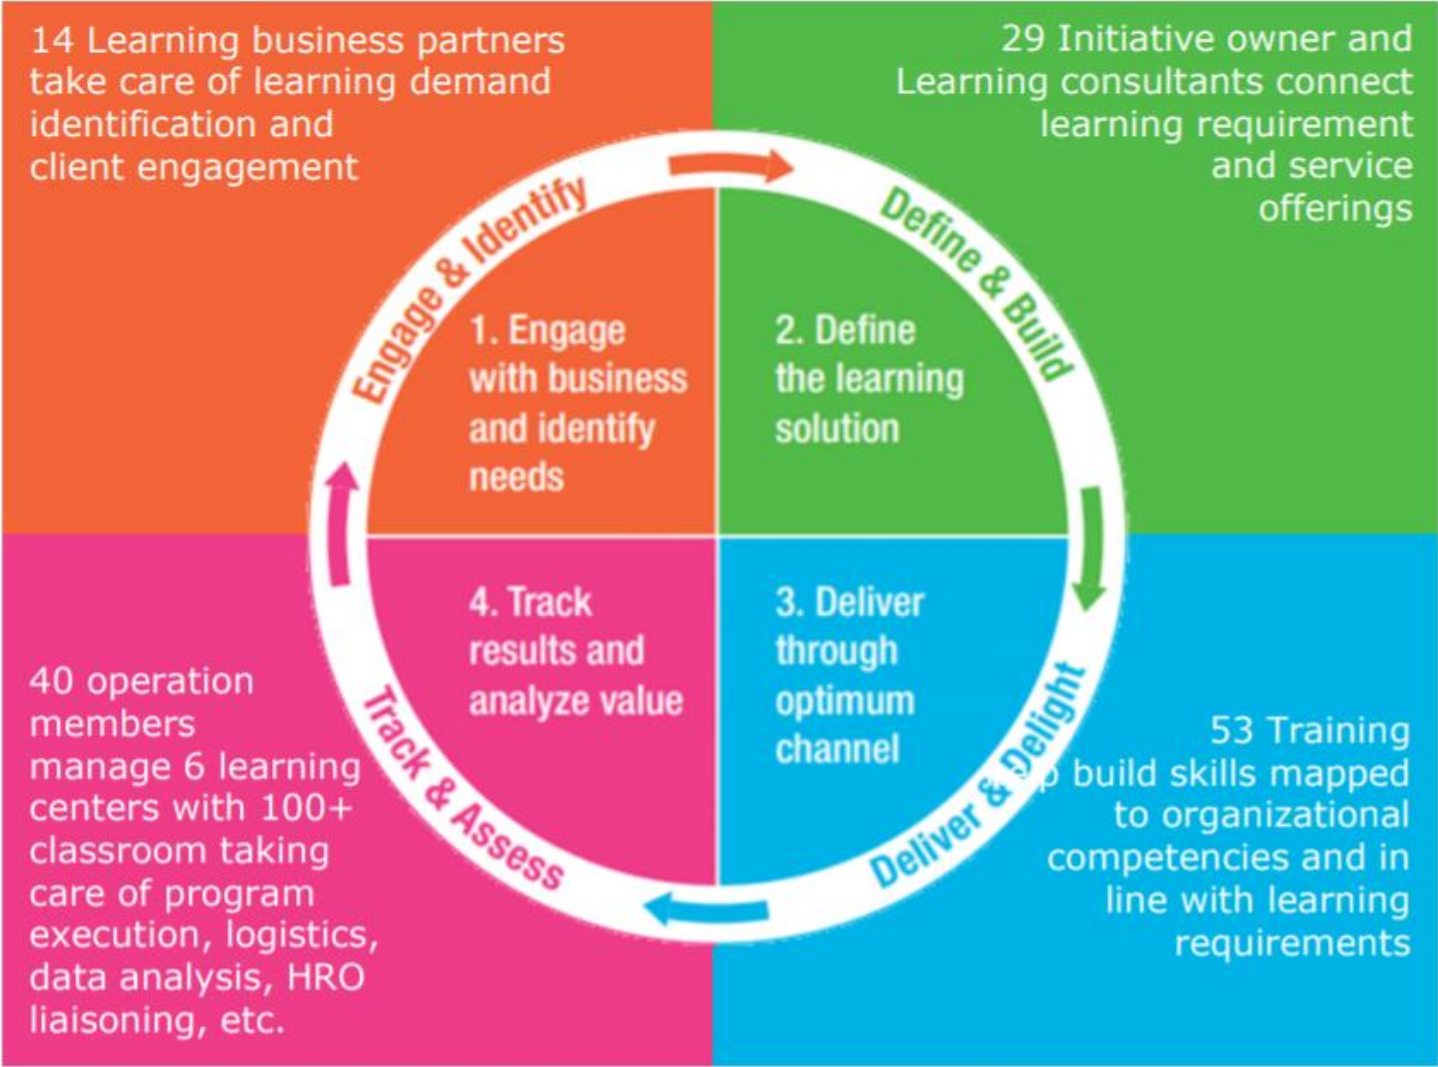 14 Learning business partners
take care of learning demand
identification and
client engagement
29 Initiative owner and
Learning consultants connect
learning requirement
and service
offerings
Engage & Identify
Define & Build
1. Engage
with business
and identify
needs
2. Define
the learning
solution
4. Track
results and
analyze value
3. Deliver
through
optimum
channel
Track & Assess
Deliver & Delight
40 operation
members
manage 6 learning
centers with 100+
classroom taking
care of program
execution, logistics,
data analysis, HRO
liaisoning, etc.
53 Training
build skills mapped
to organizational
competencies and in
line with learning
requirements